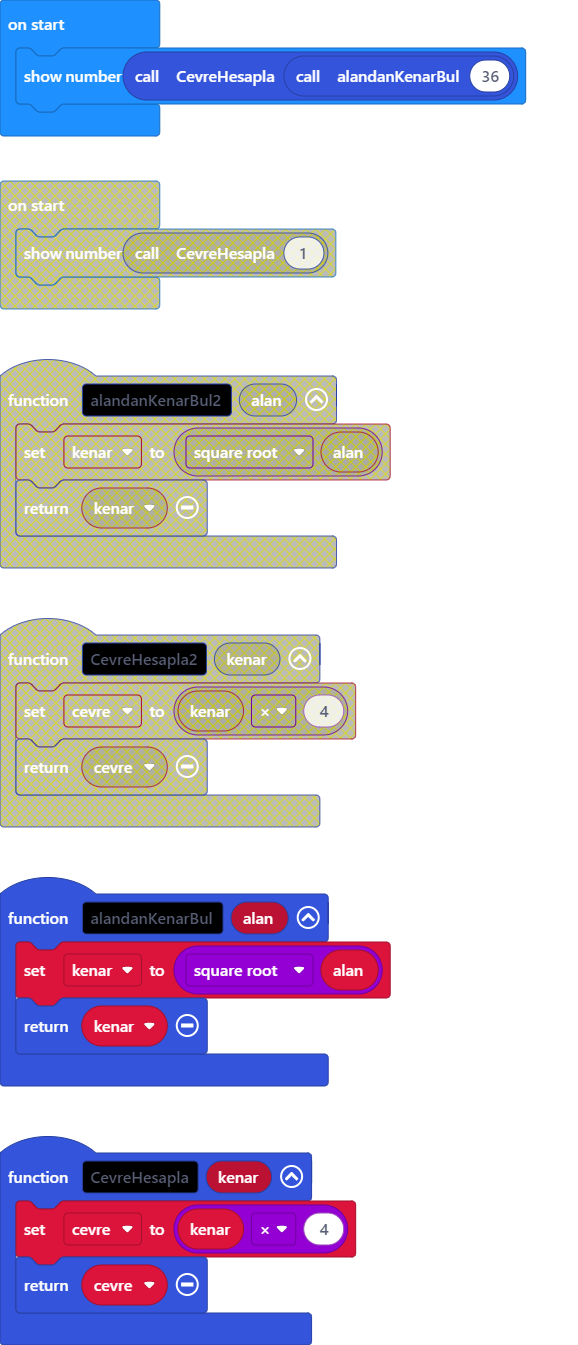 on start
show number call CevreHesapla call alandanKenarBul 36
on start
show number call CevreHesapla 1
function alandanKenarBul2 alan
set kenar to square root alan
return kenar
function CevreHesapla2 kenar
set cevre to kenar × 4
return cevre
function alandanKenarBul alan
set kenar to square root alan
return kenar
function CevreHesapla kenar
set cevre to kenar × 4
return cevre